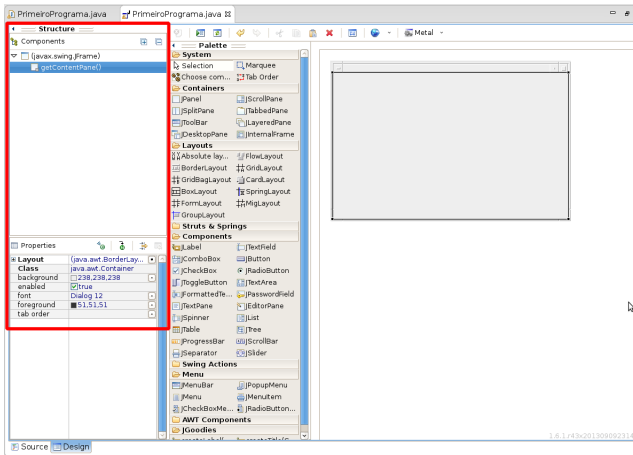 PrimeiroPrograma.java
PrimeiroPrograma.java
Structure
Components
(javax.swing.JFrame)
getContentPane()
Properties
Layout (java.awt.BorderLay...
Class java.awt.Container
background 238,238,238
enabled true
font Dialog 12
foreground 51,51,51
tab order
Palette
System
Selection Marquee
Choose com... Tab Order
Containers
JPanel JScrollPane
JSplitPane JTabbedPane
JToolBar JLayeredPane
JDesktopPane JInternalFrame
Layouts
Absolute lay... FlowLayout
BorderLayout GridLayout
GridBagLayout CardLayout
BoxLayout SpringLayout
FormLayout MigLayout
GroupLayout
Struts & Springs
Components
JLabel JTextField
JComboBox JButton
JCheckBox JRadioButton
JToggleButton JTextArea
JFormattedTe... JPasswordField
JTextPane JEditorPane
JSpinner JList
JTable JTree
JProgressBar JScrollBar
JSeparator JSlider
Swing Actions
Menu
JMenuBar JPopupMenu
JMenu JMenuItem
JCheckBoxMe... JRadioButton...
AWT Components
JGoodies
Metal
Source Design